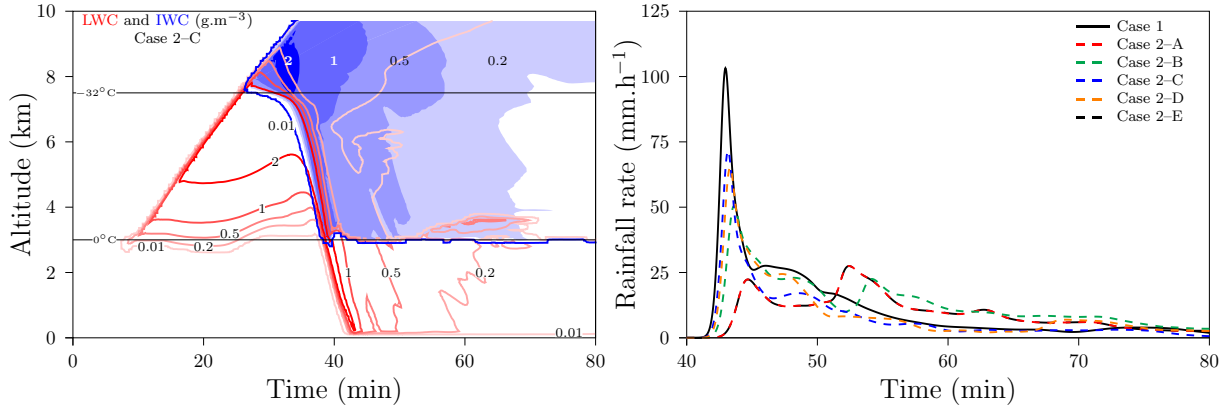 LWC and IWC (g.m⁻³)
Case 2–C
10
8
6
4
2
0
Altitude (km)
−32°C
0°C
2
1
0.5
0.2
0.01
2
1
0.5
0.01
0.2
1
0.5
0.2
0.01
0
20
40
60
80
Time (min)
125
100
75
50
25
0
Rainfall rate (mm.h⁻¹)
Case 1
Case 2–A
Case 2–B
Case 2–C
Case 2–D
Case 2–E
40
50
60
70
80
Time (min)